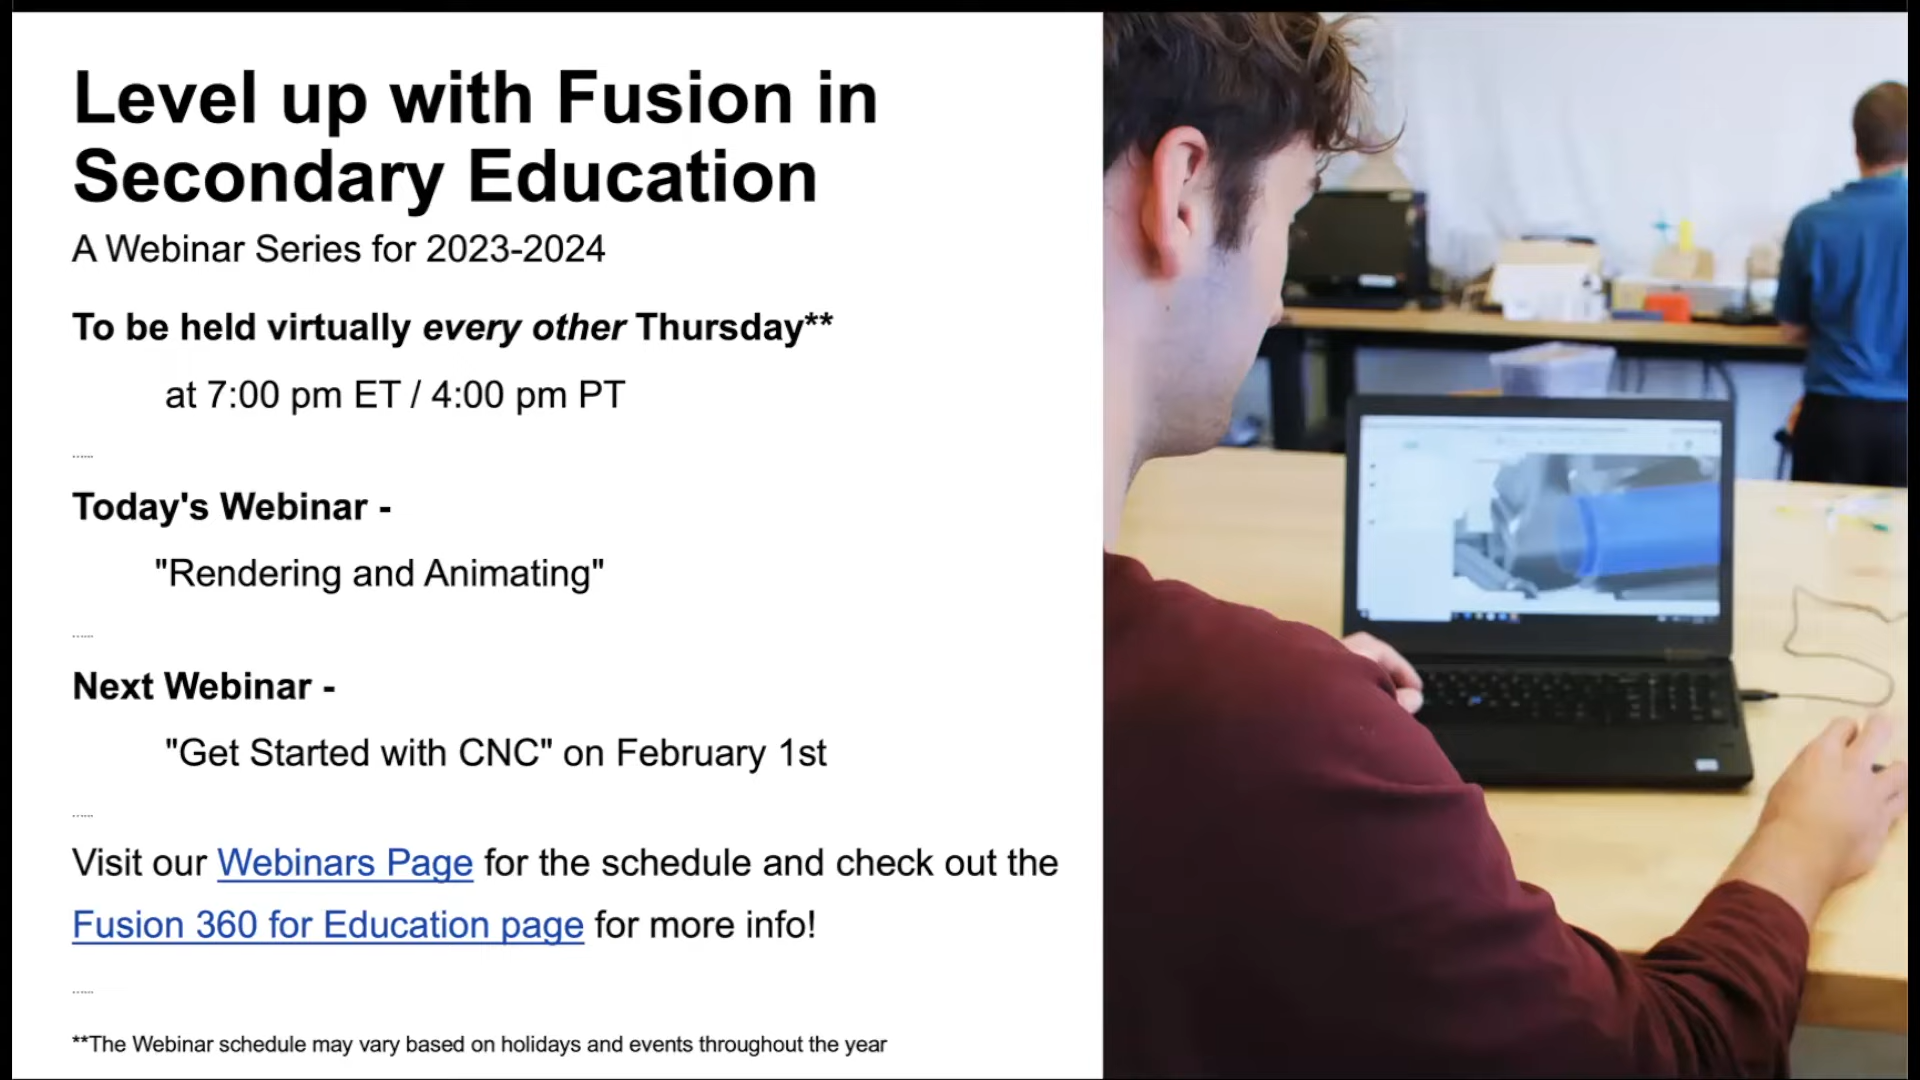 Level up with Fusion in
Secondary Education
A Webinar Series for 2023-2024
To be held virtually every other Thursday**
at 7:00 pm ET / 4:00 pm PT
......
Today's Webinar -
"Rendering and Animating"
......
Next Webinar -
"Get Started with CNC" on February 1st
......
Visit our Webinars Page for the schedule and check out the
Fusion 360 for Education page for more info!
......
**The Webinar schedule may vary based on holidays and events throughout the year